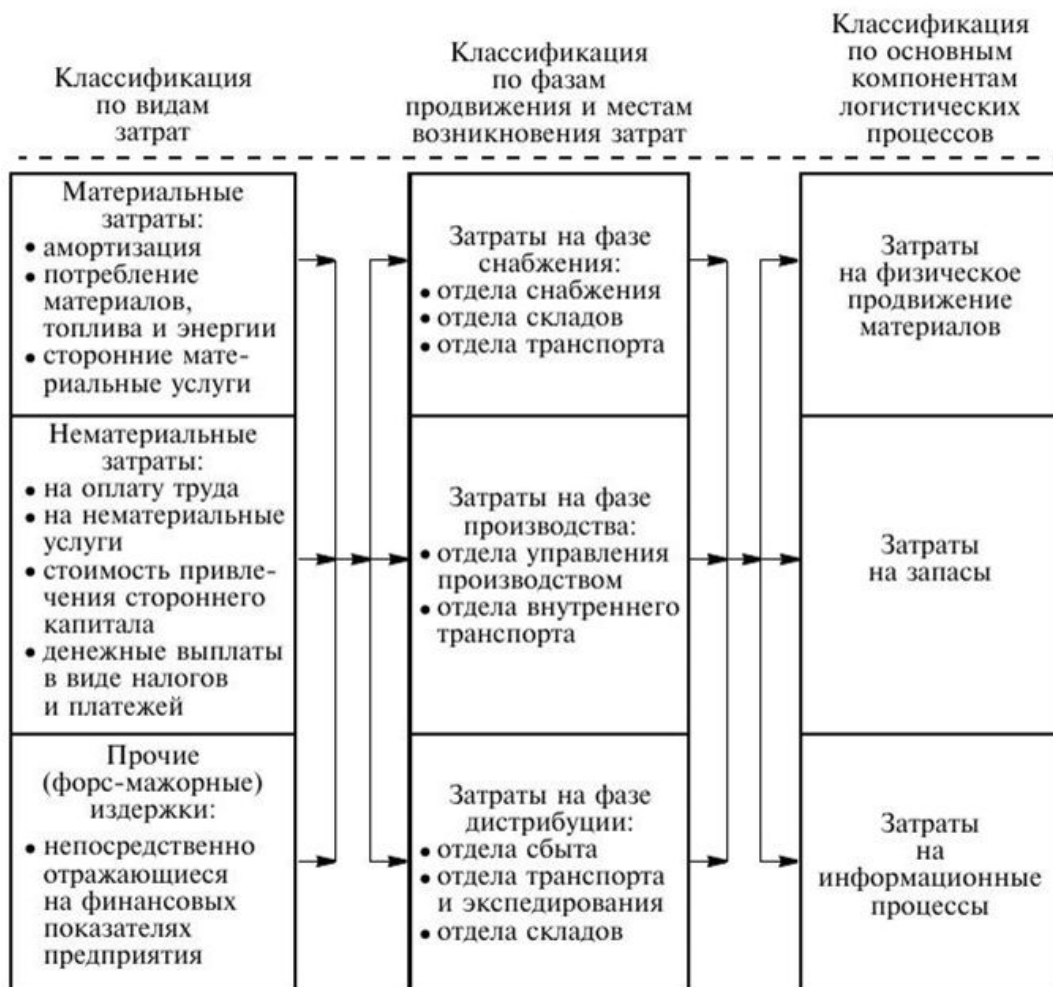 Классификация
по видам
затрат
Классификация
по фазам
продвижения и местам
возникновения затрат
Классификация
по основным
компонентам
логистических
процессов
Материальные
затраты:
• амортизация
• потребление
материалов,
топлива и энергии
• сторонние мате-
риальные услуги
Нематериальные
затраты:
• на оплату труда
• на нематериальные
услуги
• стоимость привле-
чения стороннего
капитала
• денежные выплаты
в виде налогов
и платежей
Прочие
(форс-мажорные)
издержки:
• непосредственно
отражающиеся
на финансовых
показателях
предприятия
Затраты на фазе
снабжения:
• отдела снабжения
• отдела складов
• отдела транспорта
Затраты на фазе
производства:
• отдела управления
производством
• отдела внутреннего
транспорта
Затраты на фазе
дистрибуции:
• отдела сбыта
• отдела транспорта
и экспедирования
• отдела складов
Затраты
на физическое
продвижение
материалов
Затраты
на запасы
Затраты
на
информационные
процессы